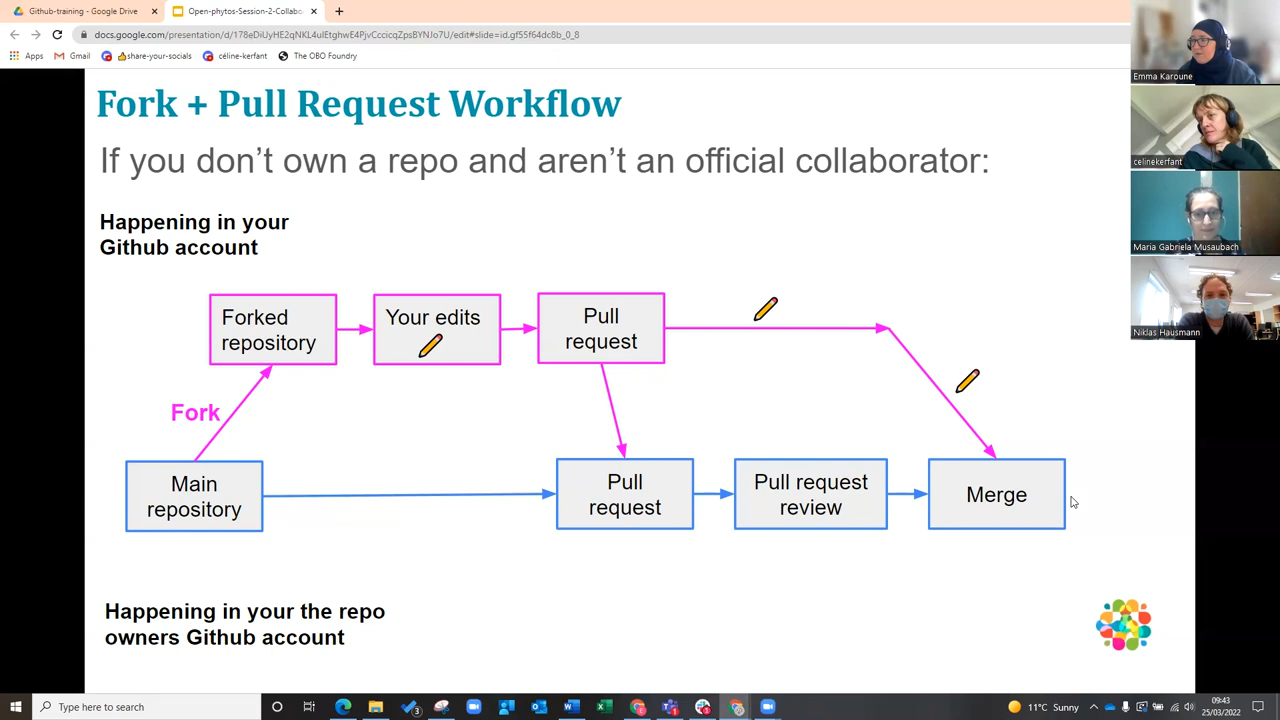 Github-training - Google Drive
Open-phytos-Session-2-Collabo
docs.google.com/presentation/d/178eDiUyHE2qNKL4uIEtghwE4PjvCccicqZpsBYNJo7U/edit#slide=id.gf55f64dc8b_0_8
Apps
Gmail
share-your-socials
céline-kerfant
The OBO Foundry
Fork + Pull Request Workflow
If you don’t own a repo and aren’t an official collaborator:
Happening in your
Github account
Forked
repository
Your edits
Pull
request
Fork
Main
repository
Pull
request
Pull request
review
Merge
Happening in your the repo
owners Github account
Emma Karoune
celinekerfant
Maria Gabriela Musaubach
Niklas Hausmann
Type here to search
3
11°C Sunny
09:43
25/03/2022